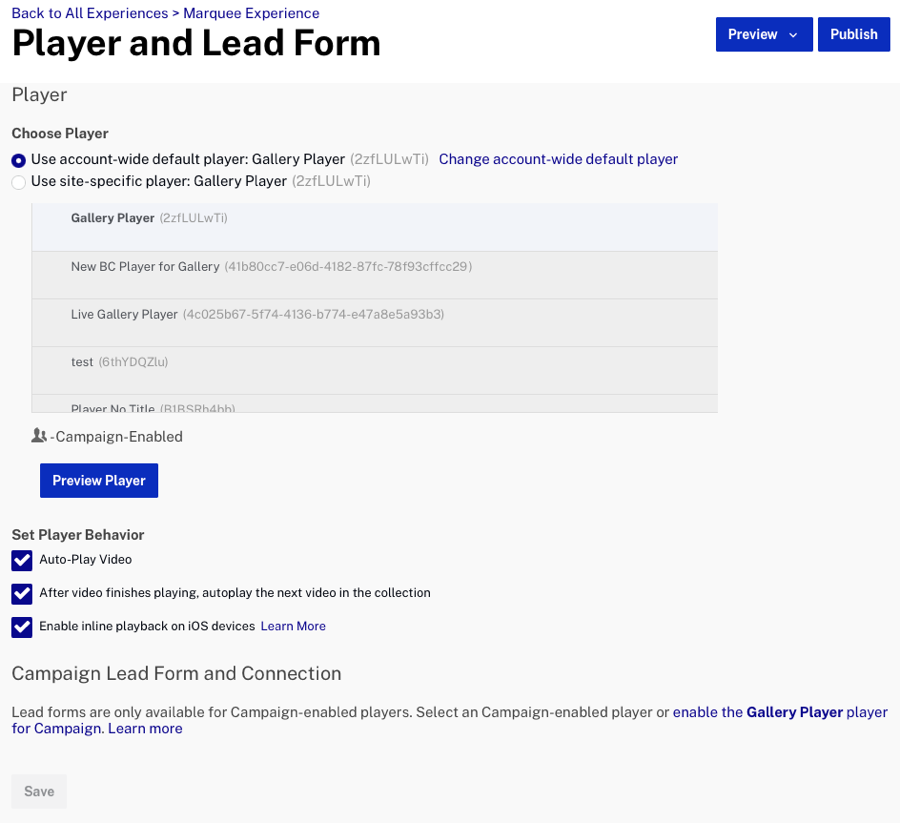 Back to All Experiences > Marquee Experience
Player and Lead Form
Preview
Publish
Player
Choose Player
Use account-wide default player: Gallery Player (2zfLULwTi) Change account-wide default player
Use site-specific player: Gallery Player (2zfLULwTi)
Gallery Player (2zfLULwTi)
New BC Player for Gallery (41b80cc7-e06d-4182-87fc-78f93cffcc29)
Live Gallery Player (4c025b67-5f74-4136-b774-e47a8e5a93b3)
test (6thYDQZlu)
Player No Title (B1BSRh4bb)
- Campaign-Enabled
Preview Player
Set Player Behavior
Auto-Play Video
After video finishes playing, autoplay the next video in the collection
Enable inline playback on iOS devices Learn More
Campaign Lead Form and Connection
Lead forms are only available for Campaign-enabled players. Select an Campaign-enabled player or enable the Gallery Player player
for Campaign. Learn more
Save